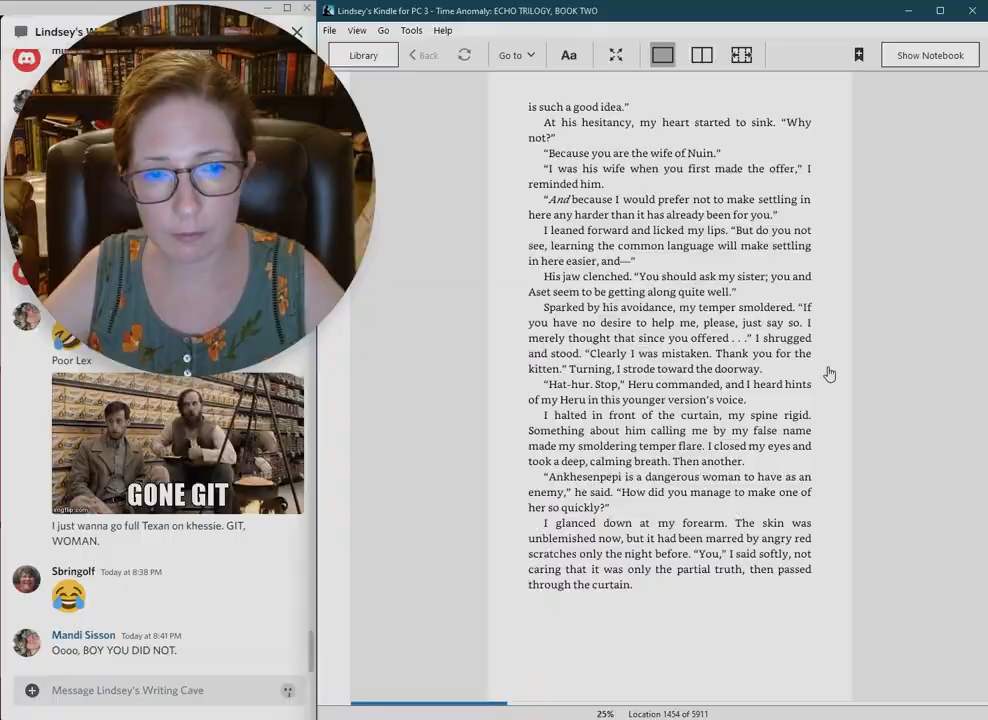 Lindsey's W
Poor Lex
GONE GIT
imgflip.com
I just wanna go full Texan on khessie. GIT,
WOMAN.
Sbringolf Today at 8:38 PM
Mandi Sisson Today at 8:41 PM
Oooo, BOY YOU DID NOT.
Message Lindsey's Writing Cave
Lindsey's Kindle for PC 3 - Time Anomaly: ECHO TRILOGY, BOOK TWO
File View Go Tools Help
Library Back Go to Aa Show Notebook
is such a good idea.”
At his hesitancy, my heart started to sink. “Why
not?”
“Because you are the wife of Nuin.”
“I was his wife when you first made the offer,” I
reminded him.
“And because I would prefer not to make settling in
here any harder than it has already been for you.”
I leaned forward and licked my lips. “But do you not
see, learning the common language will make settling
in here easier, and—”
His jaw clenched. “You should ask my sister; you and
Aset seem to be getting along quite well.”
Sparked by his avoidance, my temper smoldered. “If
you have no desire to help me, please, just say so. I
merely thought that since you offered . . .” I shrugged
and stood. “Clearly I was mistaken. Thank you for the
kitten.” Turning, I strode toward the doorway.
“Hat-hur. Stop,” Heru commanded, and I heard hints
of my Heru in this younger version’s voice.
I halted in front of the curtain, my spine rigid.
Something about him calling me by my false name
made my smoldering temper flare. I closed my eyes and
took a deep, calming breath. Then another.
“Ankhesenpepi is a dangerous woman to have as an
enemy,” he said. “How did you manage to make one of
her so quickly?”
I glanced down at my forearm. The skin was
unblemished now, but it had been marred by angry red
scratches only the night before. “You,” I said softly, not
caring that it was only the partial truth, then passed
through the curtain.
25% Location 1454 of 5911